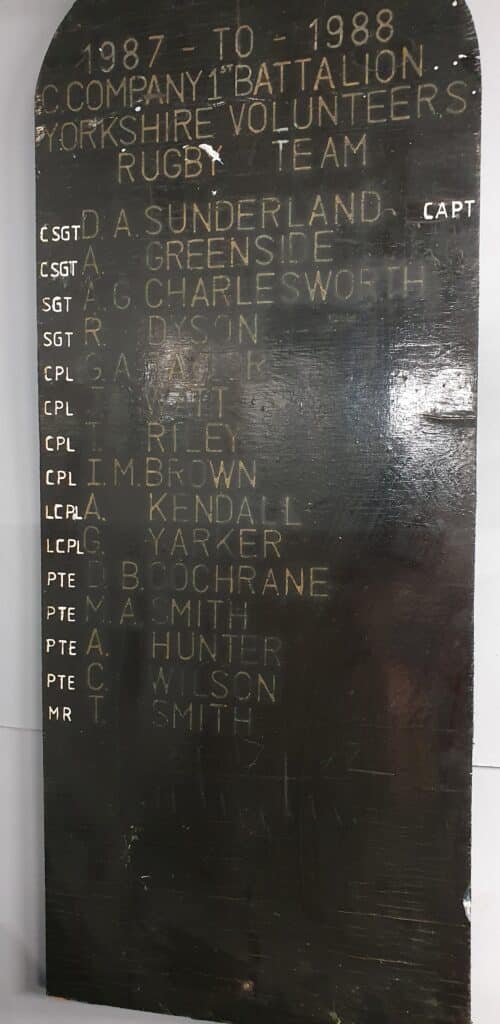 1987 - TO - 1988
C.COMPANY 1ST BATTALION
YORKSHIRE VOLUNTEERS
RUGBY TEAM
CSGT D. A. SUNDERLAND - CAPT
CSGT A. GREENSIDE
SGT A. G. CHARLESWORTH
SGT R. DYSON
CPL G. A.
CPL
CPL RILEY
CPL I. M. BROWN
LCPL A. KENDALL
LCPL G. YARKER
PTE D. B. COCHRANE
PTE M. A. SMITH
PTE A. HUNTER
PTE C. WILSON
MR T. SMITH